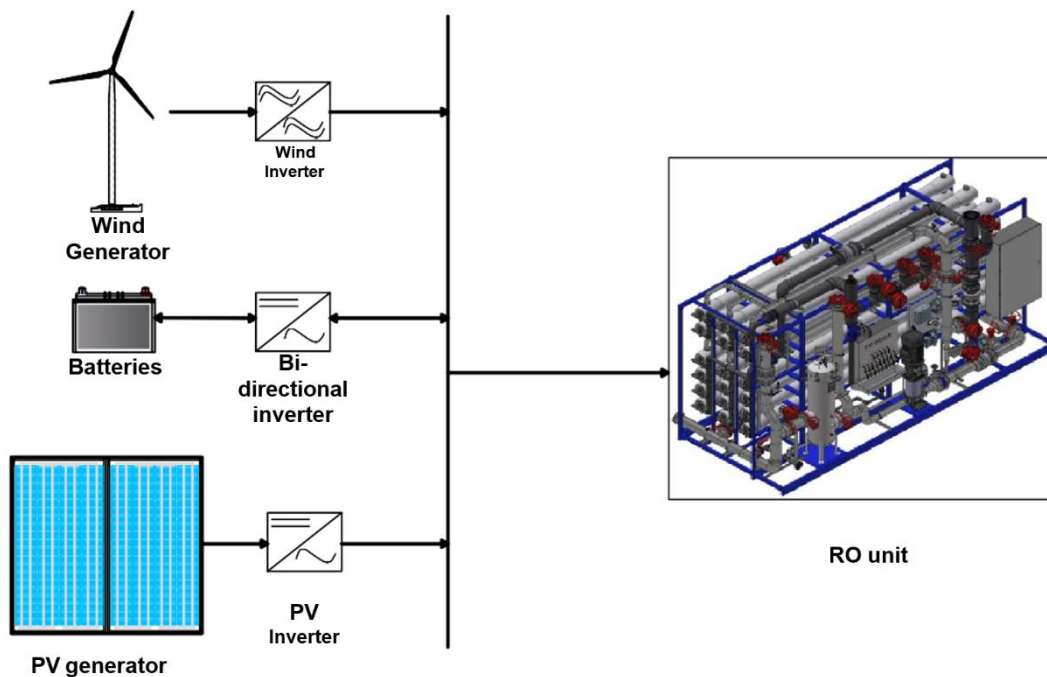 Wind
Inverter
Wind
Generator
Batteries
Bi-
directional
inverter
PV
Inverter
PV generator
RO unit